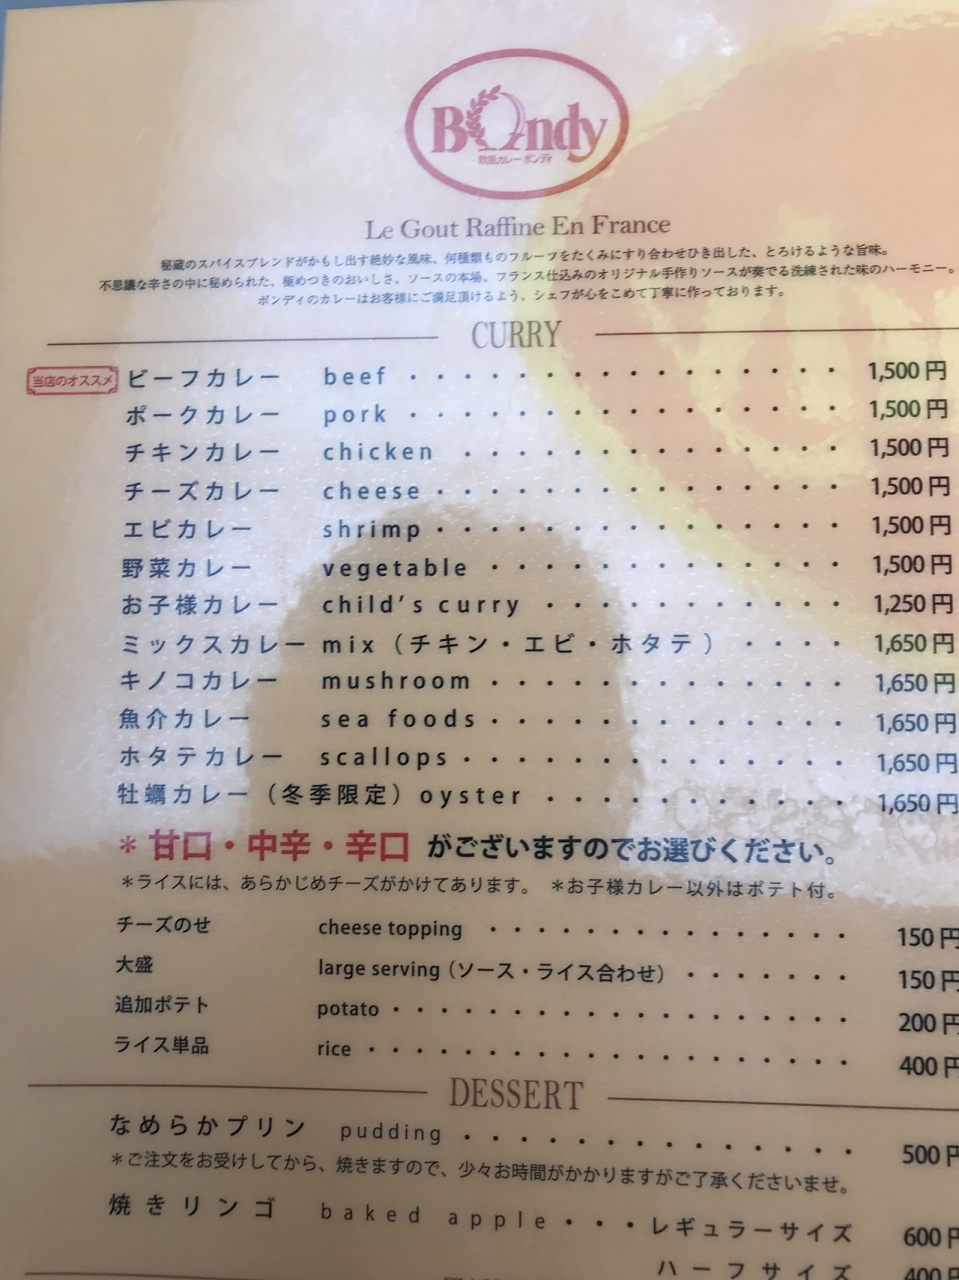 Bondy
欧風カレー ボンディ
Le Gout Raffine En France
秘蔵のスパイスブレンドがかもし出す絶妙な風味、何種類ものフルーツをたくみにすり合わせひき出した、とろけるような旨味。
不思議な辛さの中に秘められた、極めつきのおいしさ、ソースの本場、フランス仕込みのオリジナル手作りソースが奏でる洗練された味のハーモニー。
ボンディのカレーはお客様にご満足頂けるよう、シェフが心をこめて丁寧に作っております。
CURRY
当店のオススメ ビーフカレー beef ・・・・・・・・・・・・・・・・ 1,500円
ポークカレー pork ・・・・・・・・・・・・・・・・ 1,500円
チキンカレー chicken ・・・・・・・・・・・・・・ 1,500円
チーズカレー cheese ・・・・・・・・・・・・・・・ 1,500円
エビカレー shrimp ・・・・・・・・・・・・・・・ 1,500円
野菜カレー vegetable ・・・・・・・・・・・・・ 1,500円
お子様カレー child's curry ・・・・・・・・・・・ 1,250円
ミックスカレー mix（チキン・エビ・ホタテ）・・・・ 1,650円
キノコカレー mushroom ・・・・・・・・・・・・・ 1,650円
魚介カレー sea foods ・・・・・・・・・・・・・ 1,650円
ホタテカレー scallops ・・・・・・・・・・・・・・ 1,650円
牡蠣カレー（冬季限定）oyster ・・・・・・・・・・・ 1,650円
＊甘口・中辛・辛口 がございますのでお選びください。
＊ライスには、あらかじめチーズがかけてあります。 ＊お子様カレー以外はポテト付。
チーズのせ cheese topping ・・・・・・・・・・・・・・・ 150円
大盛 large serving（ソース・ライス合わせ）・・・・・・・ 150円
追加ポテト potato ・・・・・・・・・・・・・・・・・・・ 200円
ライス単品 rice ・・・・・・・・・・・・・・・・・・・・ 400円
DESSERT
なめらかプリン pudding ・・・・・・・・・・・・・・ 500円
＊ご注文をお受けしてから、焼きますので、少々お時間がかかりますがご了承くださいませ。
焼きリンゴ baked apple・・・レギュラーサイズ 600円
ハーフサイズ 400円